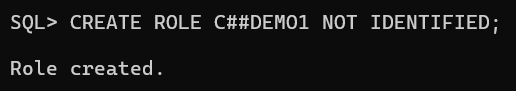 SQL> CREATE ROLE C##DEMO1 NOT IDENTIFIED;
Role created.